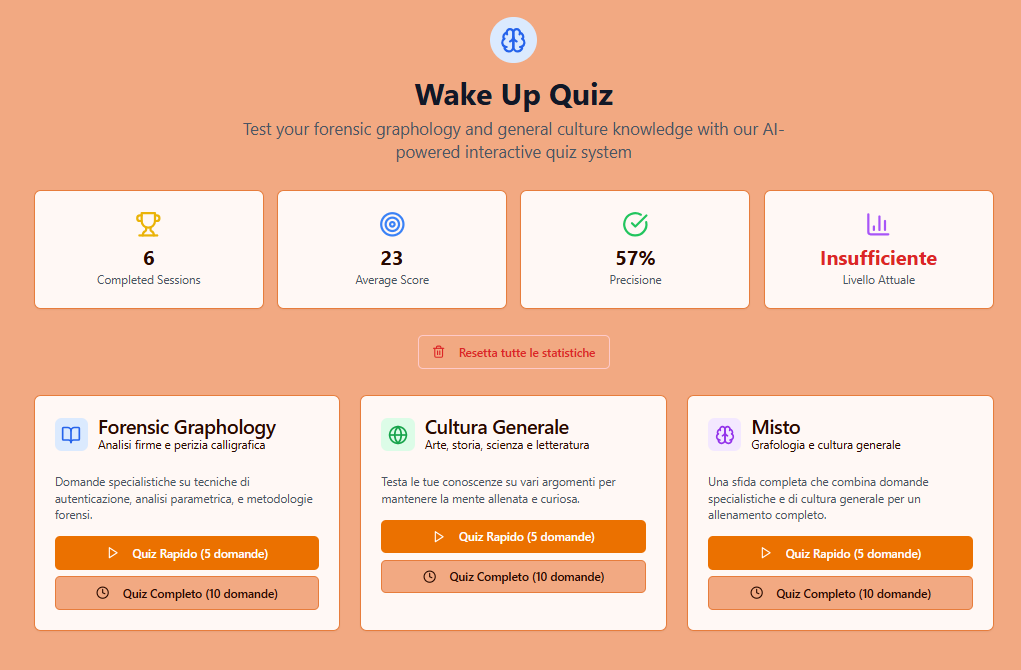 Wake Up Quiz
Test your forensic graphology and general culture knowledge with our AI-
powered interactive quiz system
6
Completed Sessions
23
Average Score
57%
Precisione
Insufficiente
Livello Attuale
Resetta tutte le statistiche
Forensic Graphology
Analisi firme e perizia calligrafica
Domande specialistiche su tecniche di
autenticazione, analisi parametrica, e metodologie
forensi.
Quiz Rapido (5 domande)
Quiz Completo (10 domande)
Cultura Generale
Arte, storia, scienza e letteratura
Testa le tue conoscenze su vari argomenti per
mantenere la mente allenata e curiosa.
Quiz Rapido (5 domande)
Quiz Completo (10 domande)
Misto
Grafologia e cultura generale
Una sfida completa che combina domande
specialistiche e di cultura generale per un
allenamento completo.
Quiz Rapido (5 domande)
Quiz Completo (10 domande)